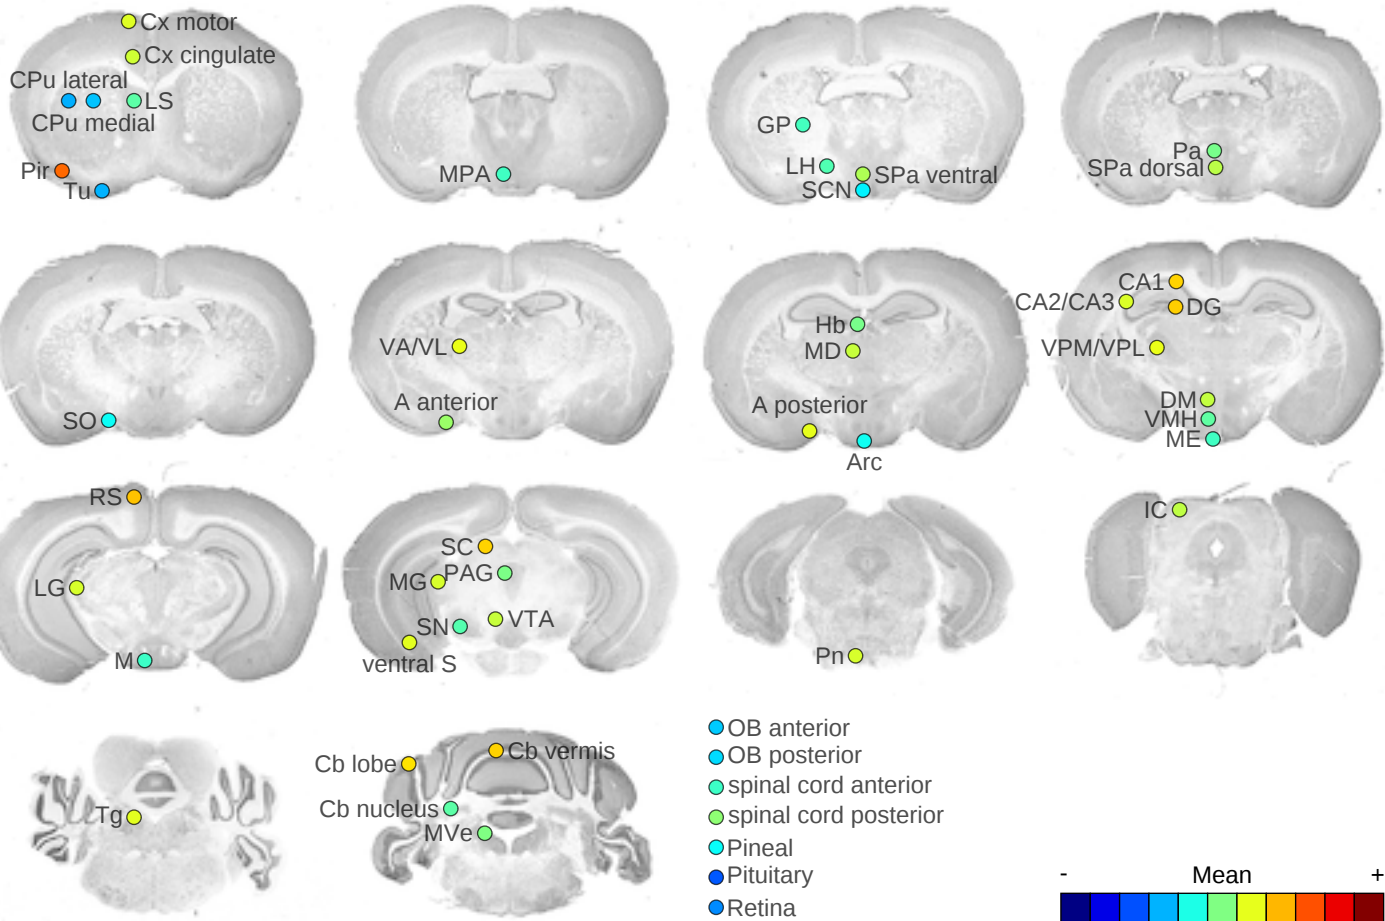 Cx motor
Cx cingulate
CPu lateral
LS
CPu medial
Pir
Tu
MPA
GP
LH
SPa ventral
SCN
Pa
SPa dorsal
SO
VA/VL
A anterior
Hb
MD
A posterior
Arc
CA1
CA2/CA3
DG
VPM/VPL
DM
VMH
ME
RS
LG
M
SC
PAG
MG
VTA
SN
ventral S
Pn
IC
Tg
Cb lobe
Cb vermis
Cb nucleus
MVe
OB anterior
OB posterior
spinal cord anterior
spinal cord posterior
Pineal
Pituitary
Retina
- Mean +